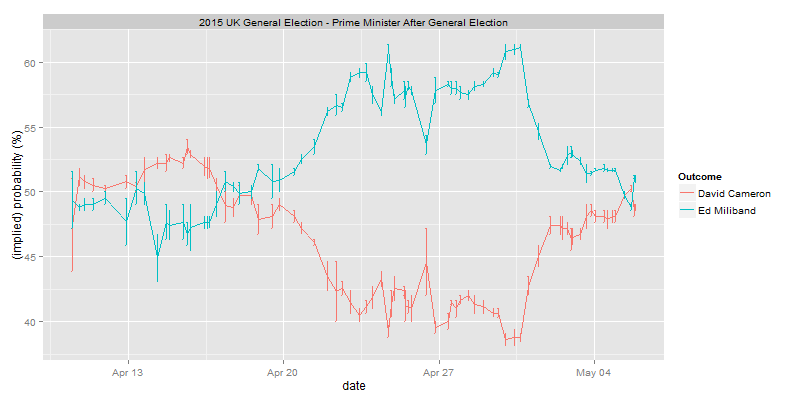 2015 UK General Election - Prime Minister After General Election
(implied) probability (%)
60
55
50
45
40
Apr 13
Apr 20
Apr 27
May 04
date
Outcome
David Cameron
Ed Miliband